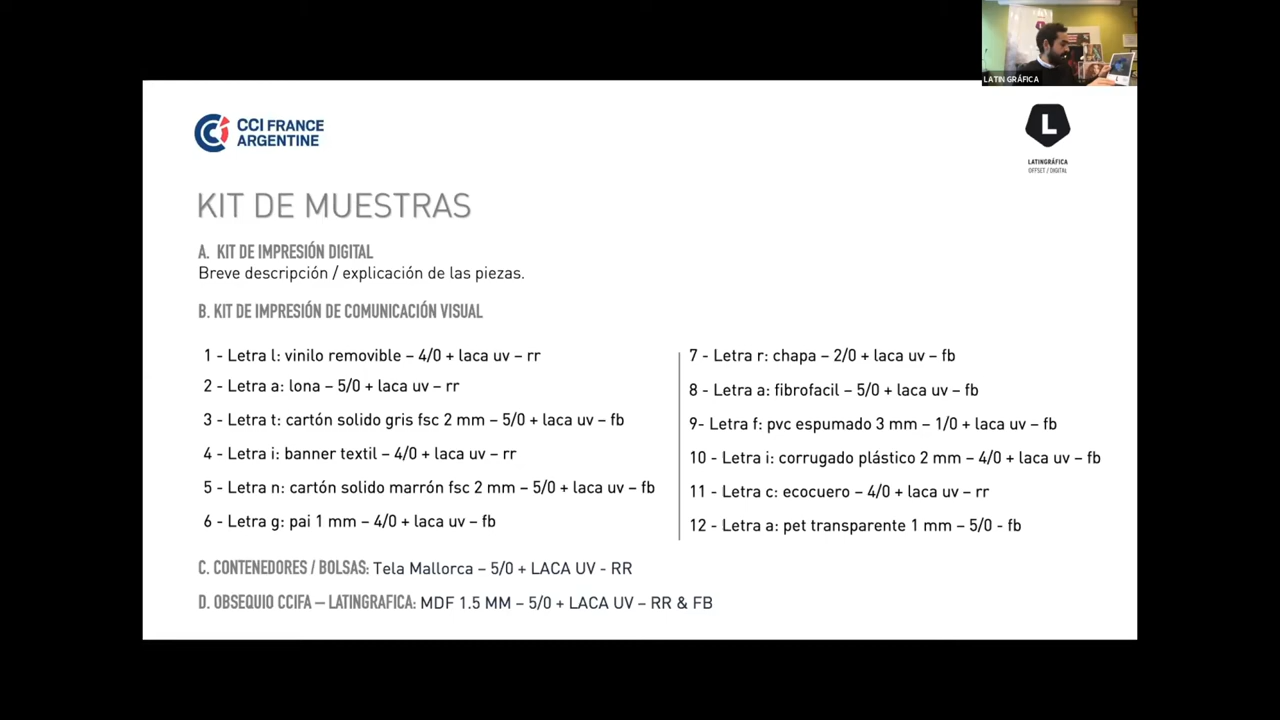 LATIN GRÁFICA
CCI FRANCE
ARGENTINE
L
LATINGRÁFICA
OFFSET / DIGITAL
KIT DE MUESTRAS
A. KIT DE IMPRESIÓN DIGITAL
Breve descripción / explicación de las piezas.
B. KIT DE IMPRESIÓN DE COMUNICACIÓN VISUAL
1 - Letra l: vinilo removible – 4/0 + laca uv – rr
2 - Letra a: lona – 5/0 + laca uv – rr
3 - Letra t: cartón solido gris fsc 2 mm – 5/0 + laca uv – fb
4 - Letra i: banner textil – 4/0 + laca uv – rr
5 - Letra n: cartón solido marrón fsc 2 mm – 5/0 + laca uv – fb
6 - Letra g: pai 1 mm – 4/0 + laca uv – fb
7 - Letra r: chapa – 2/0 + laca uv – fb
8 - Letra a: fibrofacil – 5/0 + laca uv – fb
9- Letra f: pvc espumado 3 mm – 1/0 + laca uv – fb
10 - Letra i: corrugado plástico 2 mm – 4/0 + laca uv – fb
11 - Letra c: ecocuero – 4/0 + laca uv – rr
12 - Letra a: pet transparente 1 mm – 5/0 - fb
C. CONTENEDORES / BOLSAS: Tela Mallorca – 5/0 + LACA UV - RR
D. OBSEQUIO CCIFA – LATINGRAFICA: MDF 1.5 MM – 5/0 + LACA UV – RR & FB